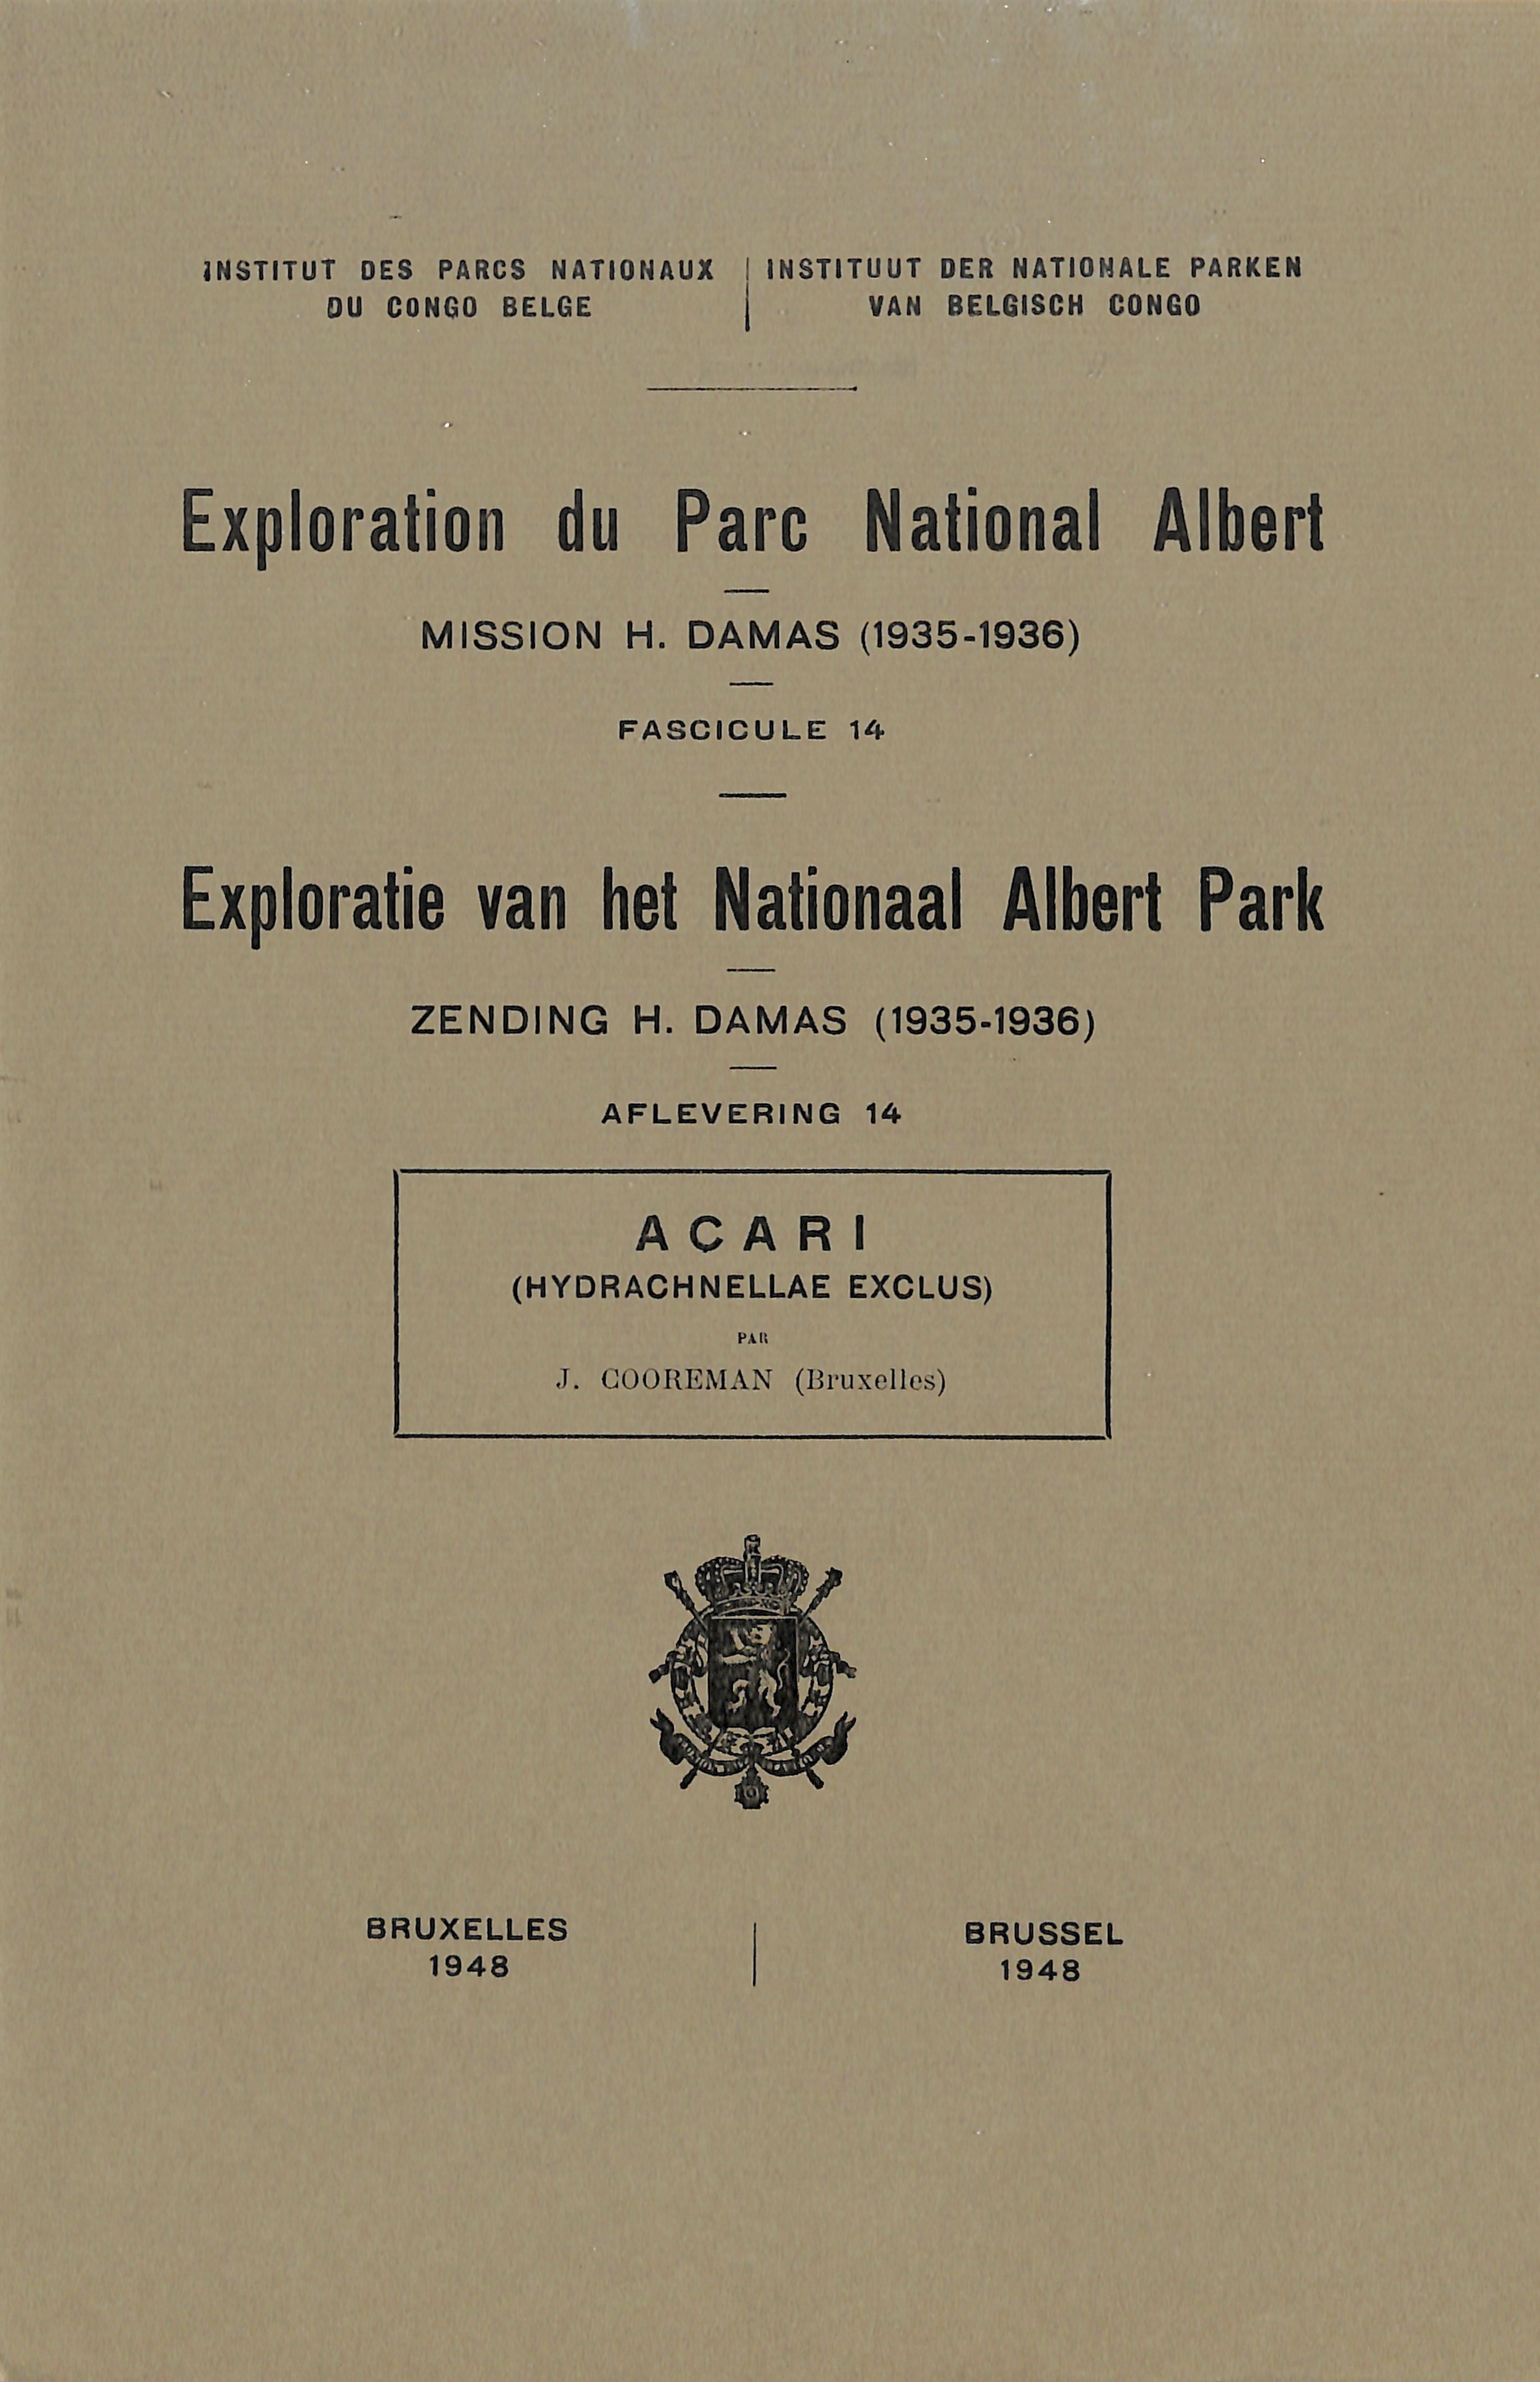 INSTITUT DES PARCS NATIONAUX
DU CONGO BELGE
INSTITUUT DER NATIONALE PARKEN
VAN BELGISCH CONGO
Exploration du Parc National Albert
MISSION H. DAMAS (1935-1936)
FASCICULE 14
Exploratie van het Nationaal Albert Park
ZENDING H. DAMAS (1935-1936)
AFLEVERING 14
ACARI
(HYDRACHNELLAE EXCLUS)
PAR
J. COOREMAN (Bruxelles)
BRUXELLES
1948
BRUSSEL
1948